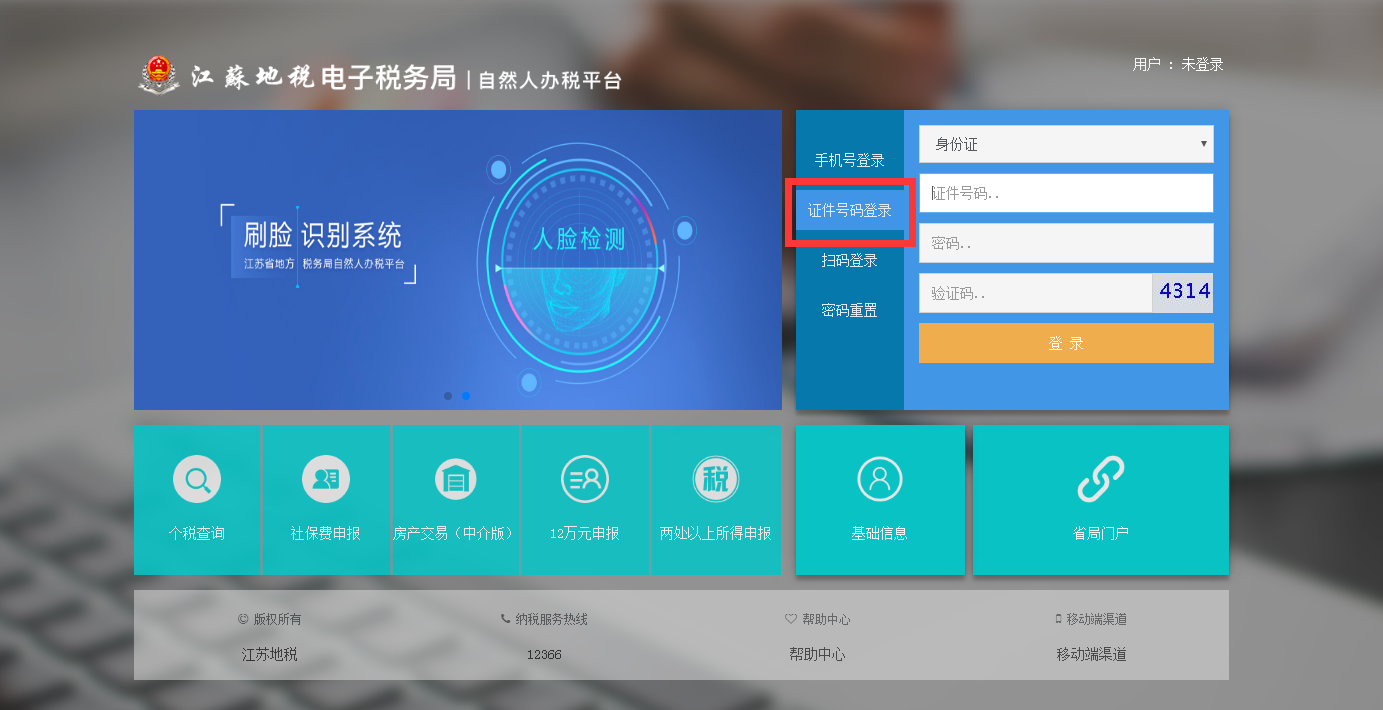 江蘇地税 电子税务局 | 自然人办税平台
用户 ： 未登录
刷脸 识别系统
江苏省地方 税务局自然人办税平台
人脸检测
手机号登录
证件号码登录
扫码登录
密码重置
身份证
证件号码..
密码..
验证码..
4314
登 录
个税查询
社保费申报
房产交易（中介版）
12万元申报
税
两处以上所得申报
基础信息
省局门户
© 版权所有
江苏地税
纳税服务热线
12366
帮助中心
帮助中心
移动端渠道
移动端渠道